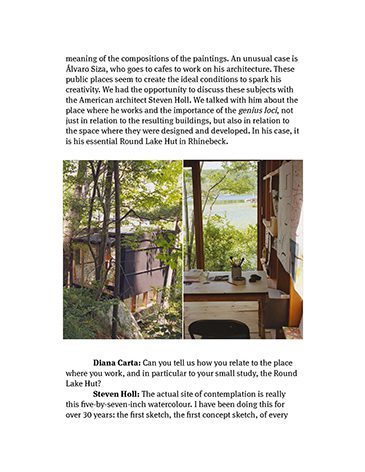 meaning of the compositions of the paintings. An unusual case is
Álvaro Siza, who goes to cafes to work on his architecture. These
public places seem to create the ideal conditions to spark his
creativity. We had the opportunity to discuss these subjects with
the American architect Steven Holl. We talked with him about the
place where he works and the importance of the genius loci, not
just in relation to the resulting buildings, but also in relation to
the space where they were designed and developed. In his case, it
is his essential Round Lake Hut in Rhinebeck.
Diana Carta: Can you tell us how you relate to the place
where you work, and in particular to your small study, the Round
Lake Hut?
Steven Holl: The actual site of contemplation is really
this five-by-seven-inch watercolour. I have been doing this for
over 30 years: the first sketch, the first concept sketch, of every